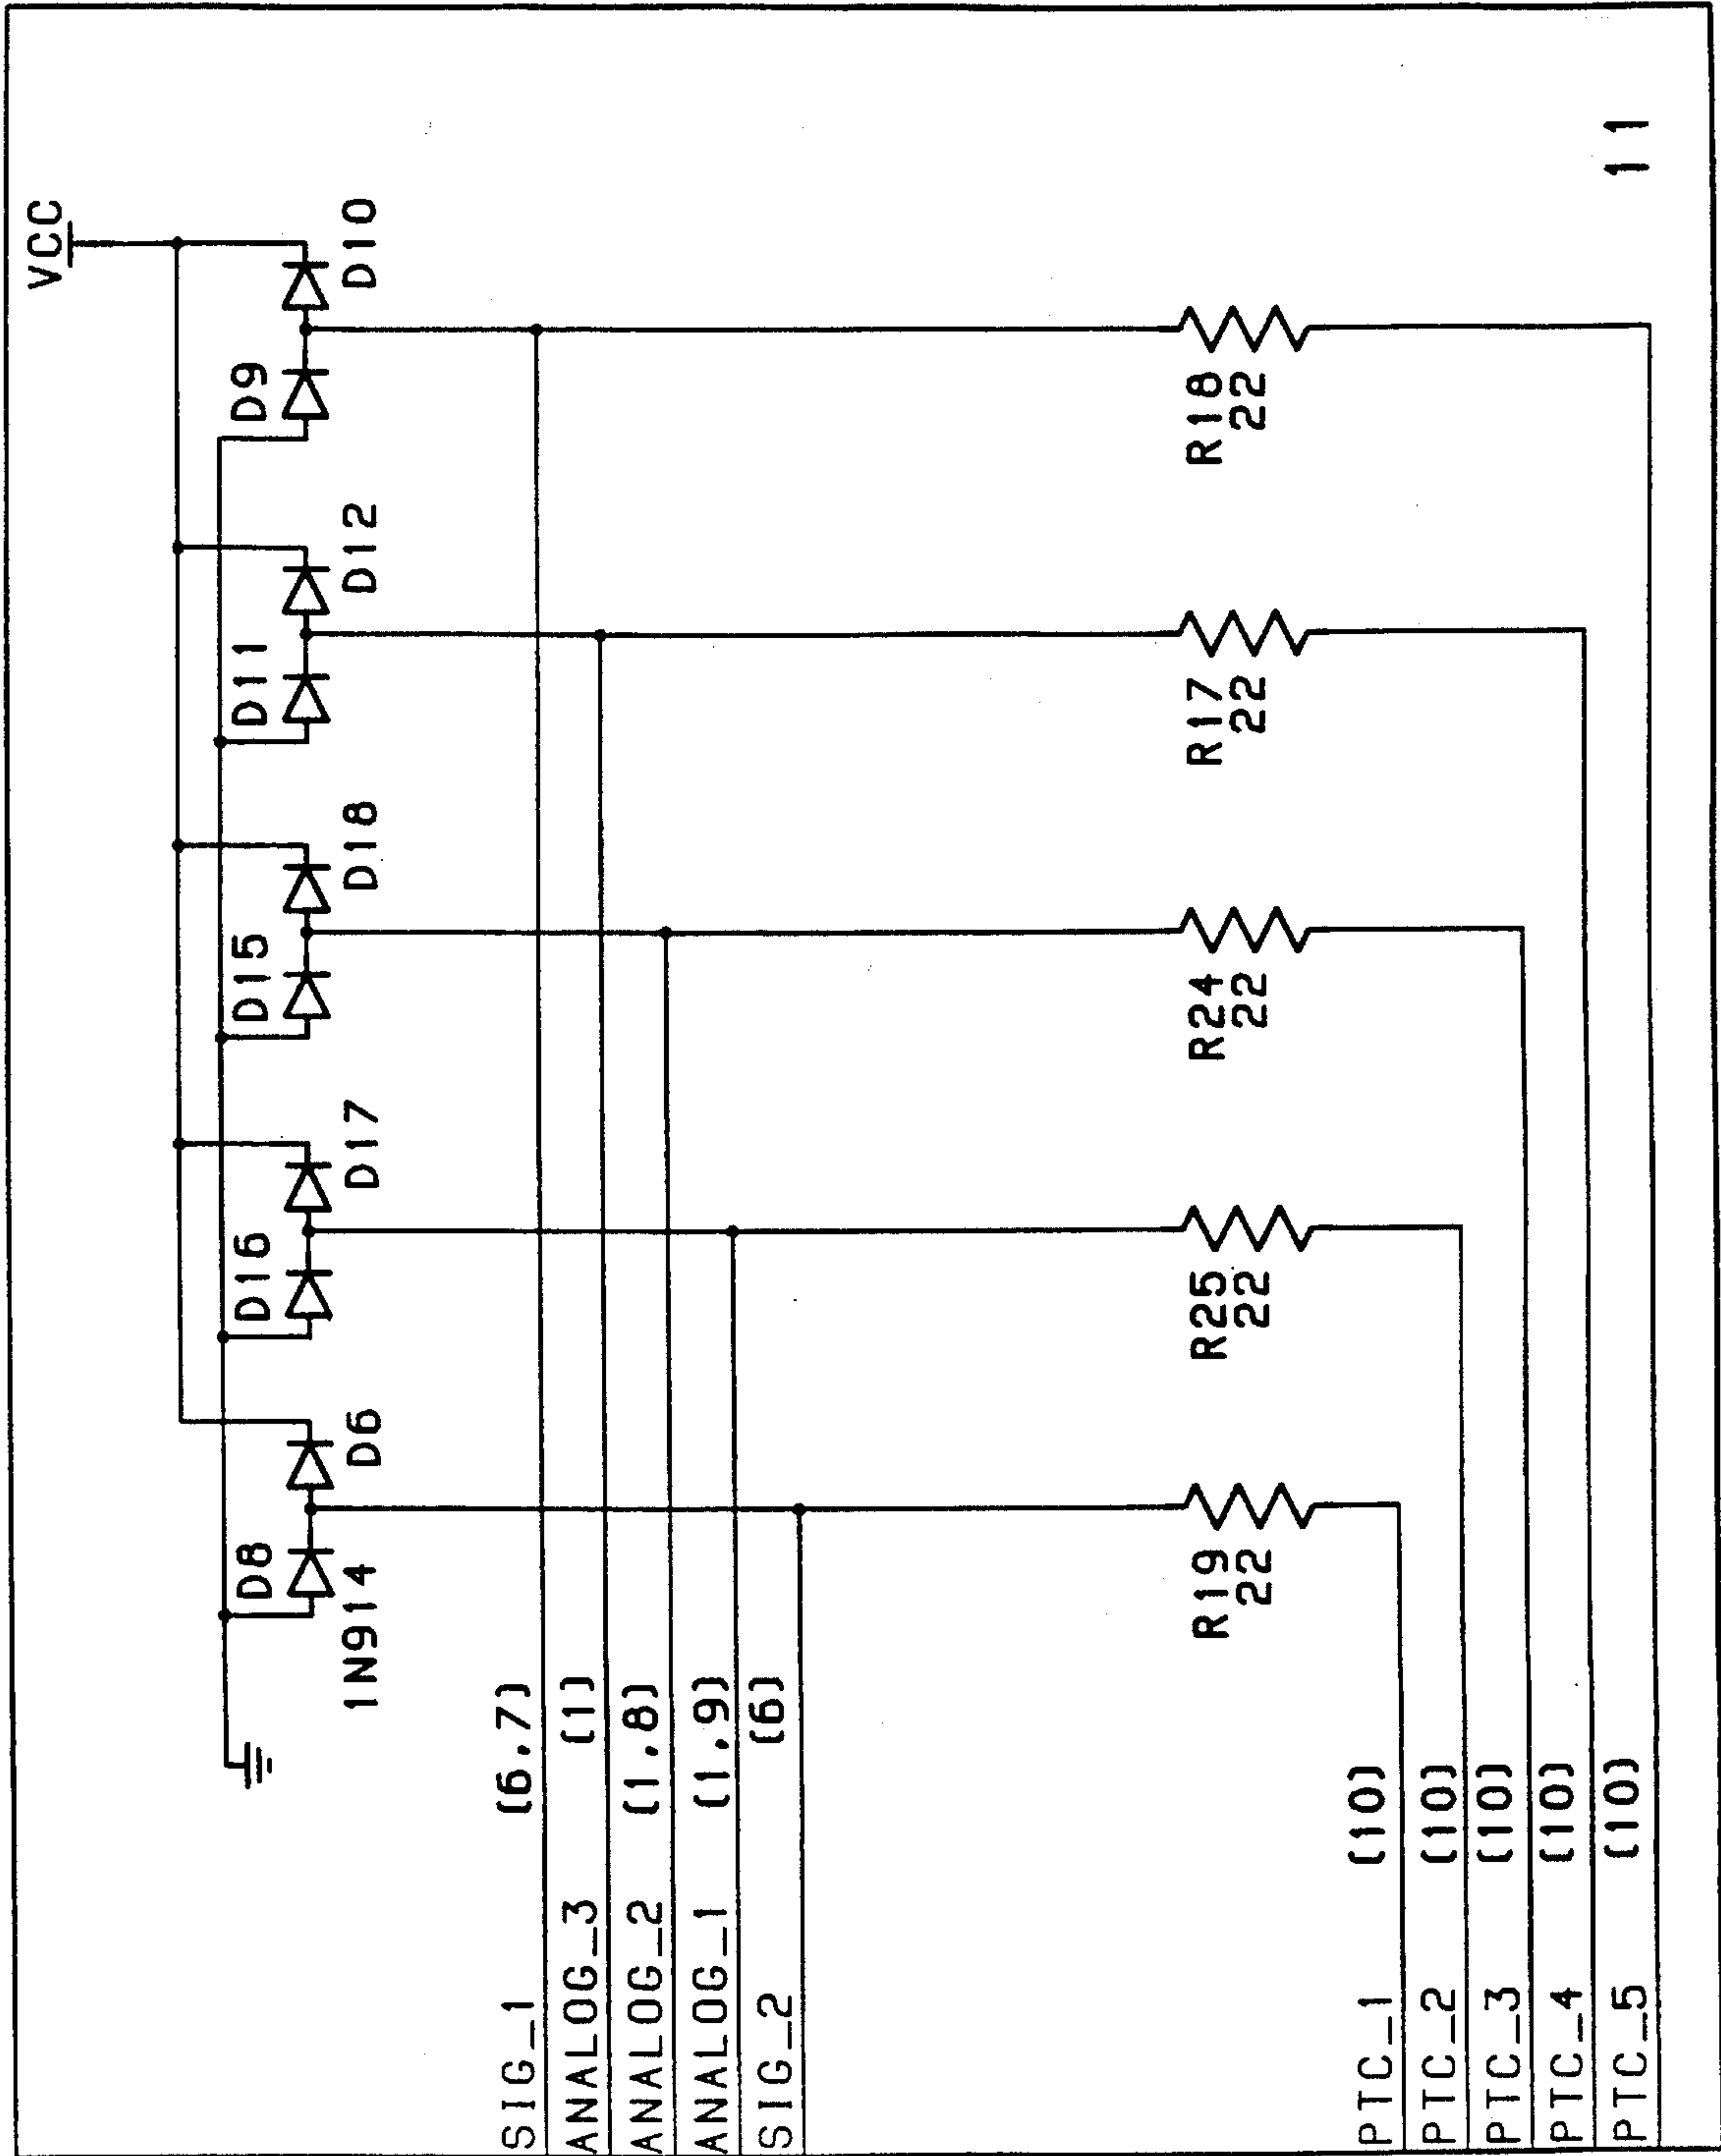 VCC
D9
D10
D11
D12
D15
D18
D16
D17
D8
D6
1N914
SIG_1 (6,7)
ANALOG_3 (1)
ANALOG_2 (1,8)
ANALOG_1 (1,9)
SIG_2 (6)
R19
22
R25
22
R24
22
R17
22
R18
22
PTC_1 (10)
PTC_2 (10)
PTC_3 (10)
PTC_4 (10)
PTC_5 (10)
11